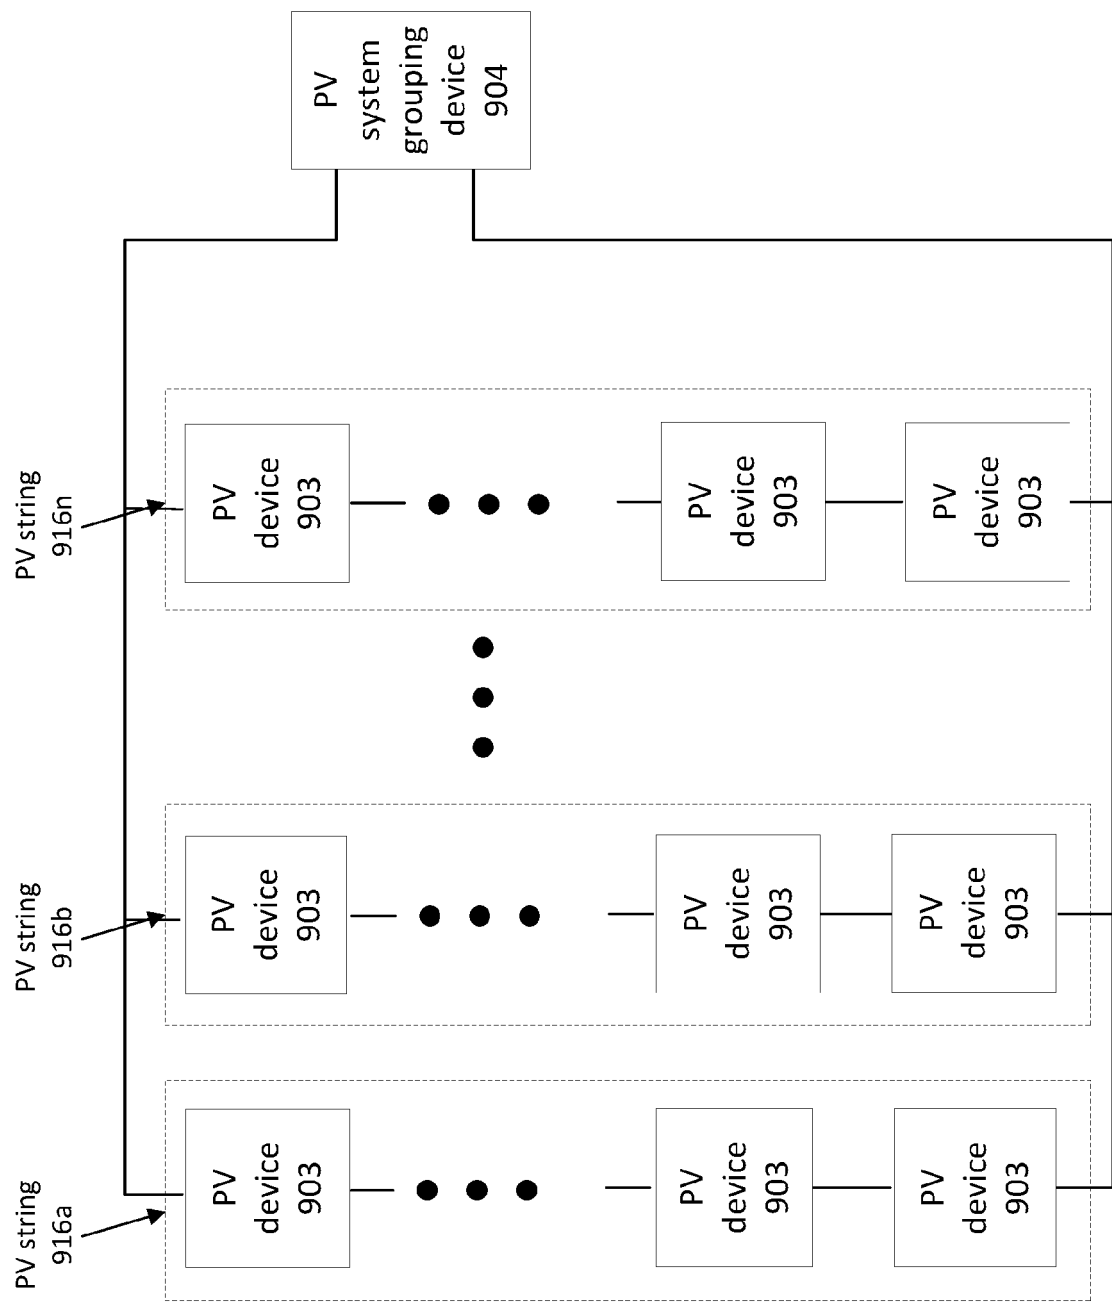 PV string
916a
PV string
916b
PV string
916n
PV
device
903
PV
device
903
PV
device
903
PV
system
grouping
device
904
PV
device
903
PV
device
903
PV
device
903
PV
device
903
PV
device
903
PV
device
903